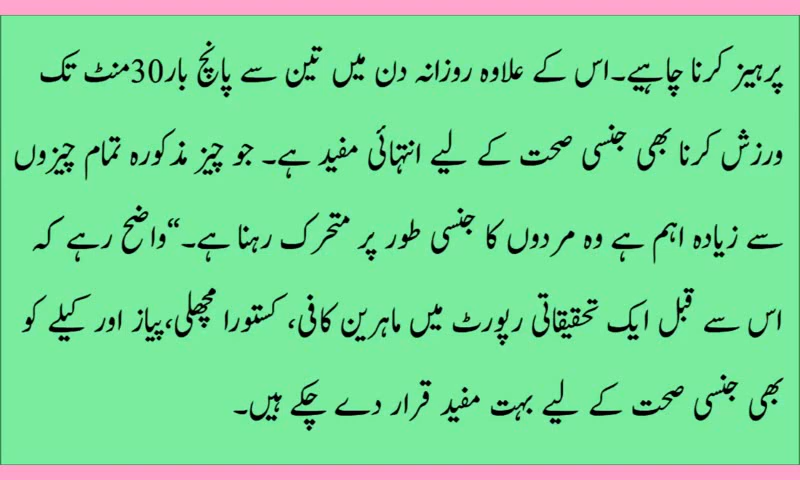 پرہیز کرنا چاہیے۔اس کے علاوہ روزانہ دن میں تین سے پانچ بار30منٹ تک
ورزش کرنا بھی جنسی صحت کے لیے انتہائی مفید ہے۔ جو چیز مذکورہ تمام چیزوں
سے زیادہ اہم ہے وہ مردوں کا جنسی طور پر متحرک رہنا ہے۔“واضح رہے کہ
اس سے قبل ایک تحقیقاتی رپورٹ میں ماہرین کافی، کستورا مچھلی،پیاز اور کیلے کو
بھی جنسی صحت کے لیے بہت مفید قرار دے چکے ہیں۔